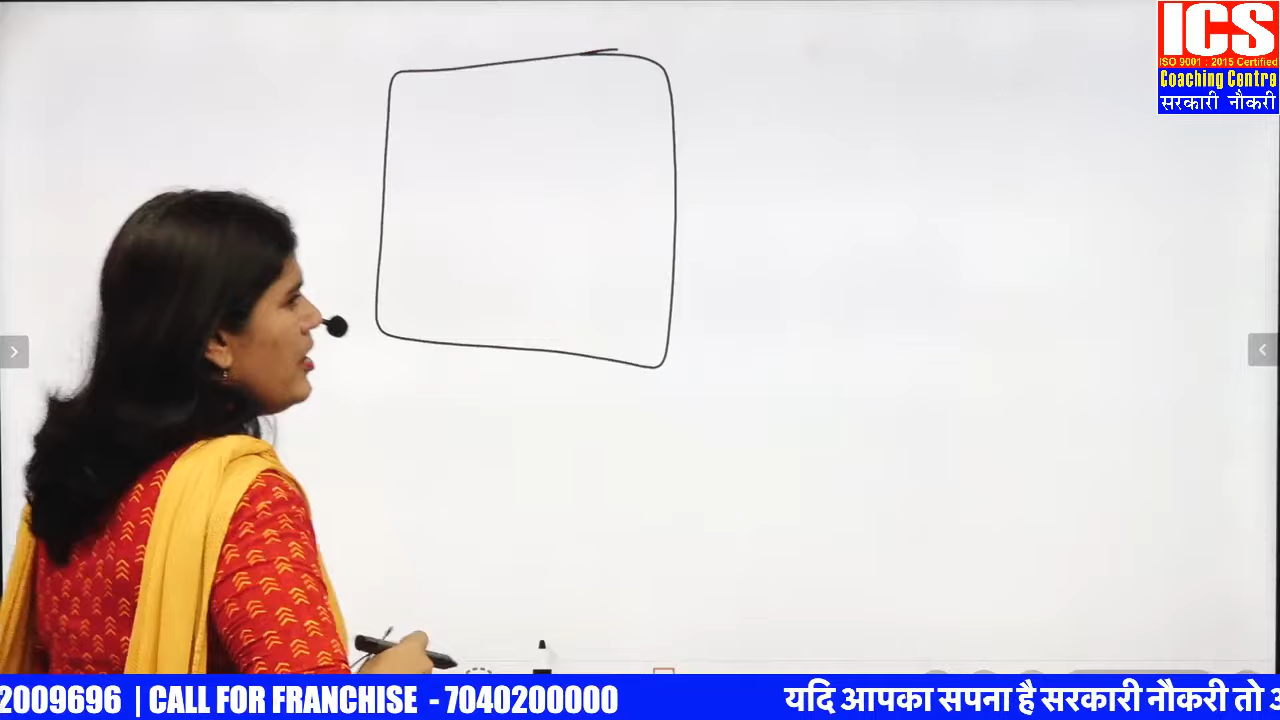 ICS
ISO 9001 : 2015 Certified
Coaching Centre
सरकारी नौकरी
2009696 | CALL FOR FRANCHISE - 7040200000
यदि आपका सपना है सरकारी नौकरी तो